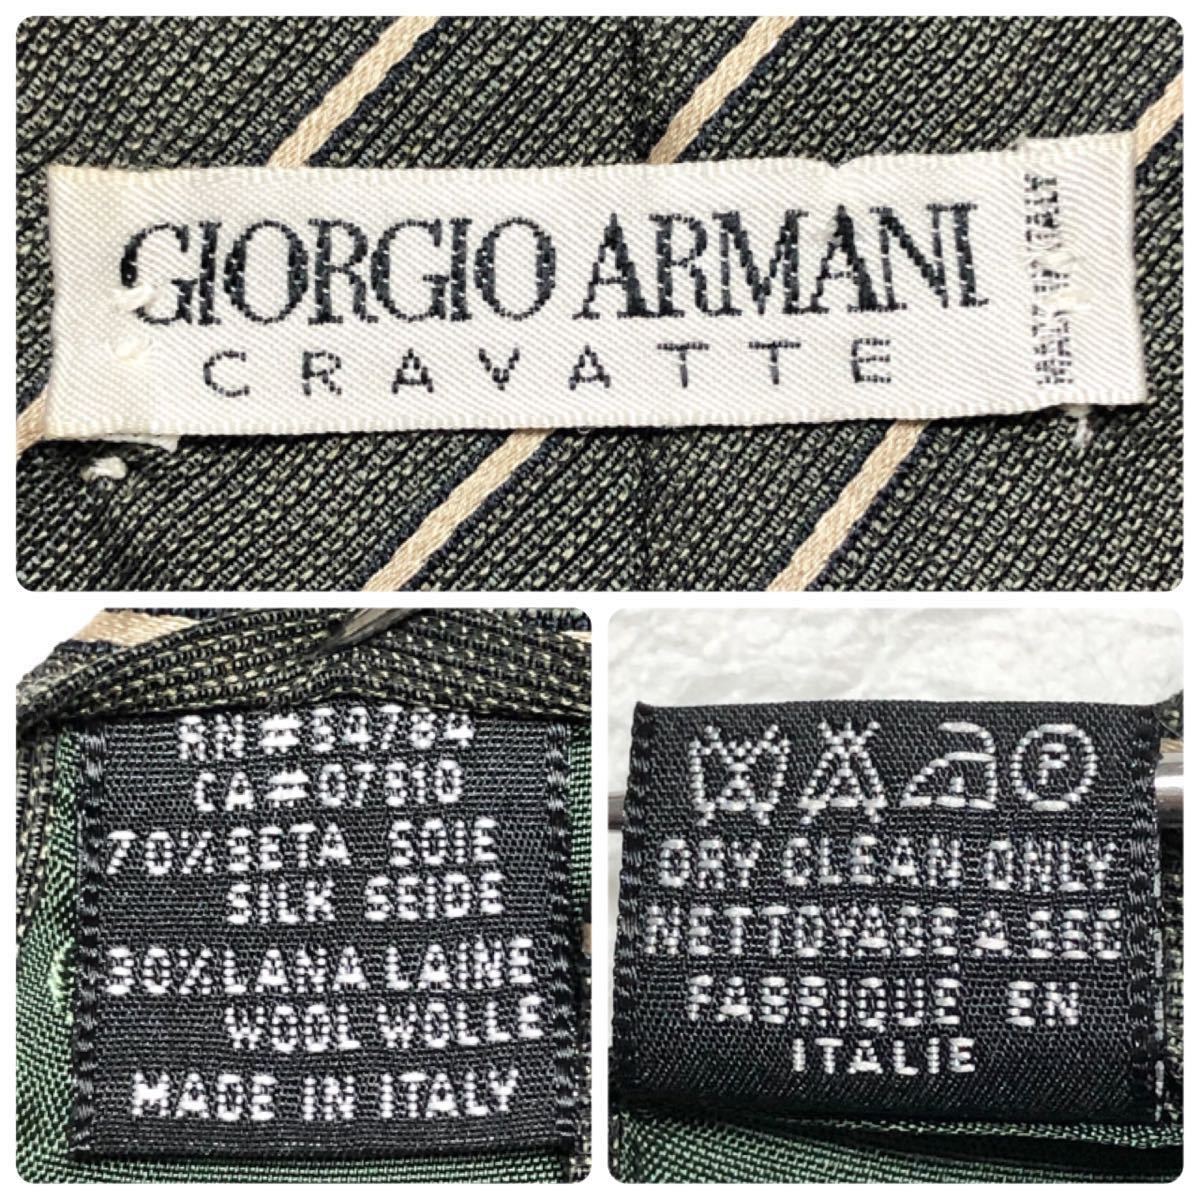 GIORGIO ARMANI
CRAVATTE
MADE IN ITALY
RN#54784
CA#07810
70% SETA SOIE
SILK SEIDE
30% LANA LAINE
WOOL WOLLE
MADE IN ITALY
P
DRY CLEAN ONLY
NETTOYAGE A SEC
FABRIQUE EN
ITALIE